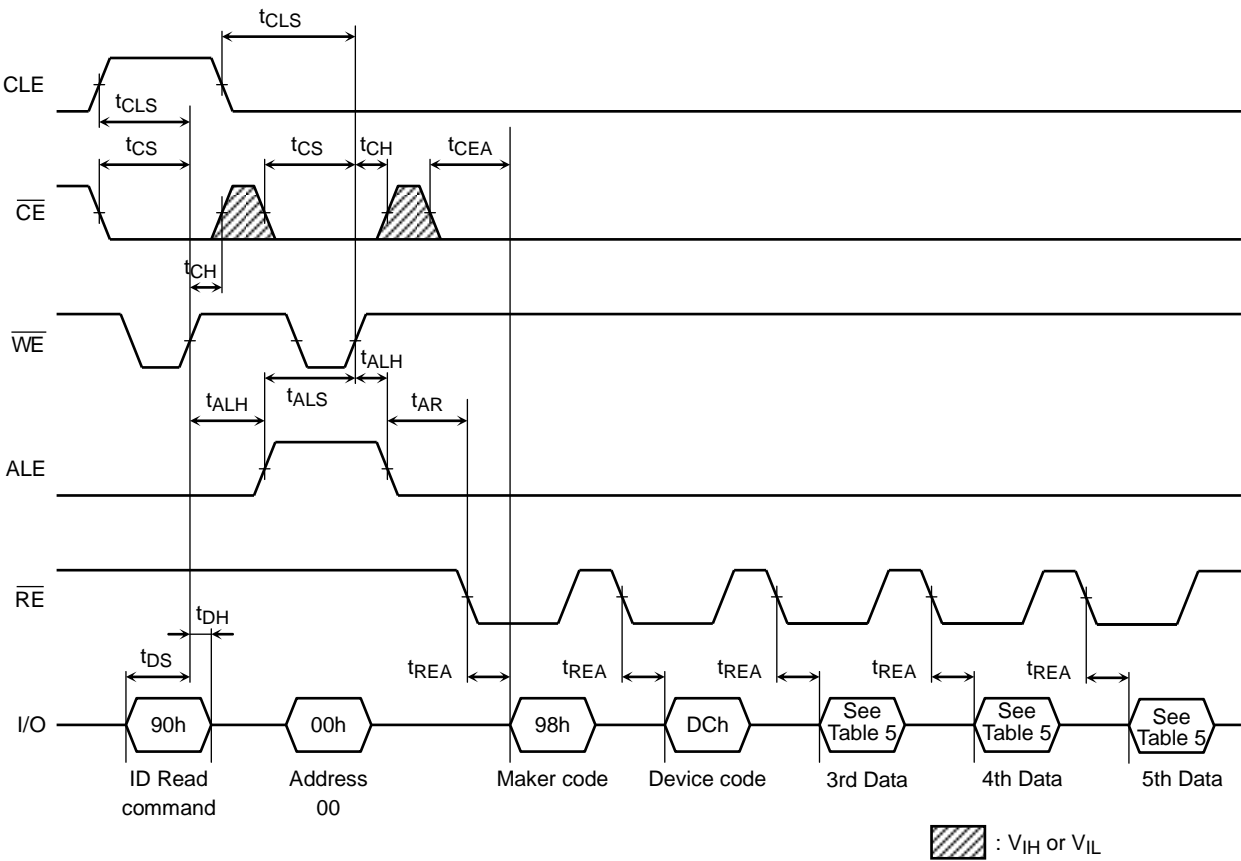 tCLS
CLE
tCLS
tCS tCS tCH tCEA
CE
tCH
WE
tALH
tALH tALS tAR
ALE
RE
tDH
tDS tREA tREA tREA tREA tREA
I/O 90h 00h 98h DCh See Table 5 See Table 5 See Table 5
ID Read command Address 00 Maker code Device code 3rd Data 4th Data 5th Data
: VIH or VIL